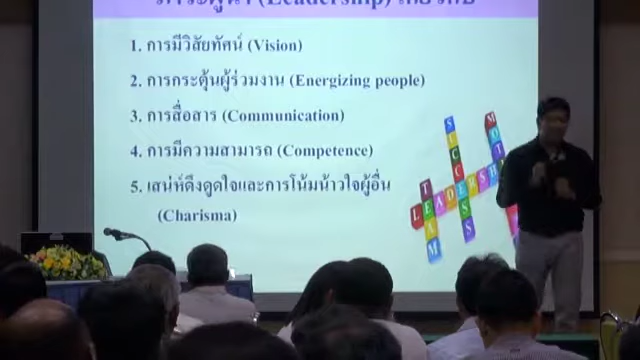 (Leadership)
1. การมีวิสัยทัศน์ (Vision)
2. การกระตุ้นผู้ร่วมงาน (Energizing people)
3. การสื่อสาร (Communication)
4. การมีความสามารถ (Competence)
5. เสน่ห์ดึงดูดใจและการโน้มน้าวใจผู้อื่น
(Charisma)
SUCCESS
TEAM
LEADERSH
MOT